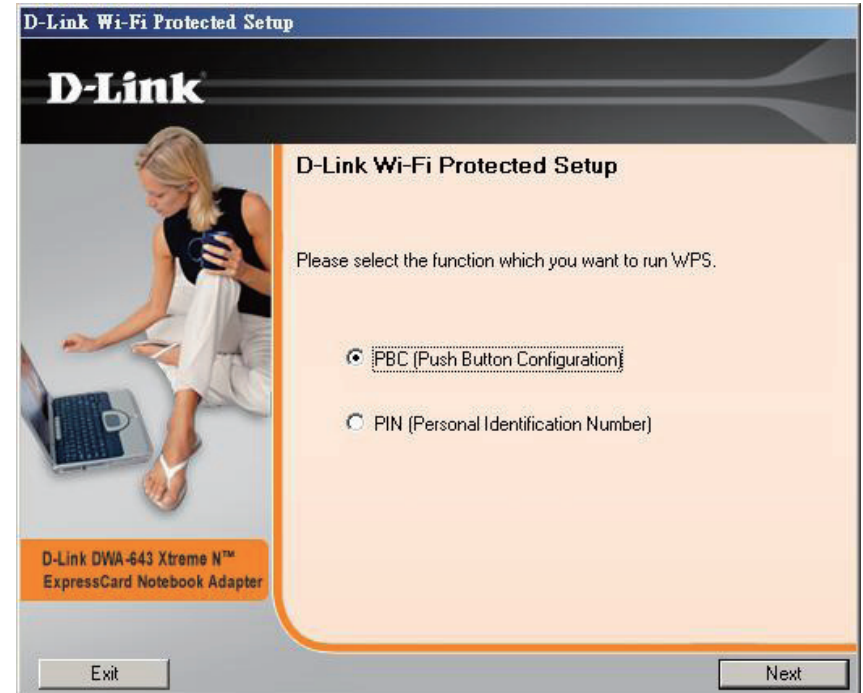 D-Link Wi-Fi Protected Setup
D-Link
D-Link Wi-Fi Protected Setup
Please select the function which you want to run WPS.
PBC (Push Button Configuration)
PIN (Personal Identification Number)
D-Link DWA-643 Xtreme N™
ExpressCard Notebook Adapter
Exit
Next